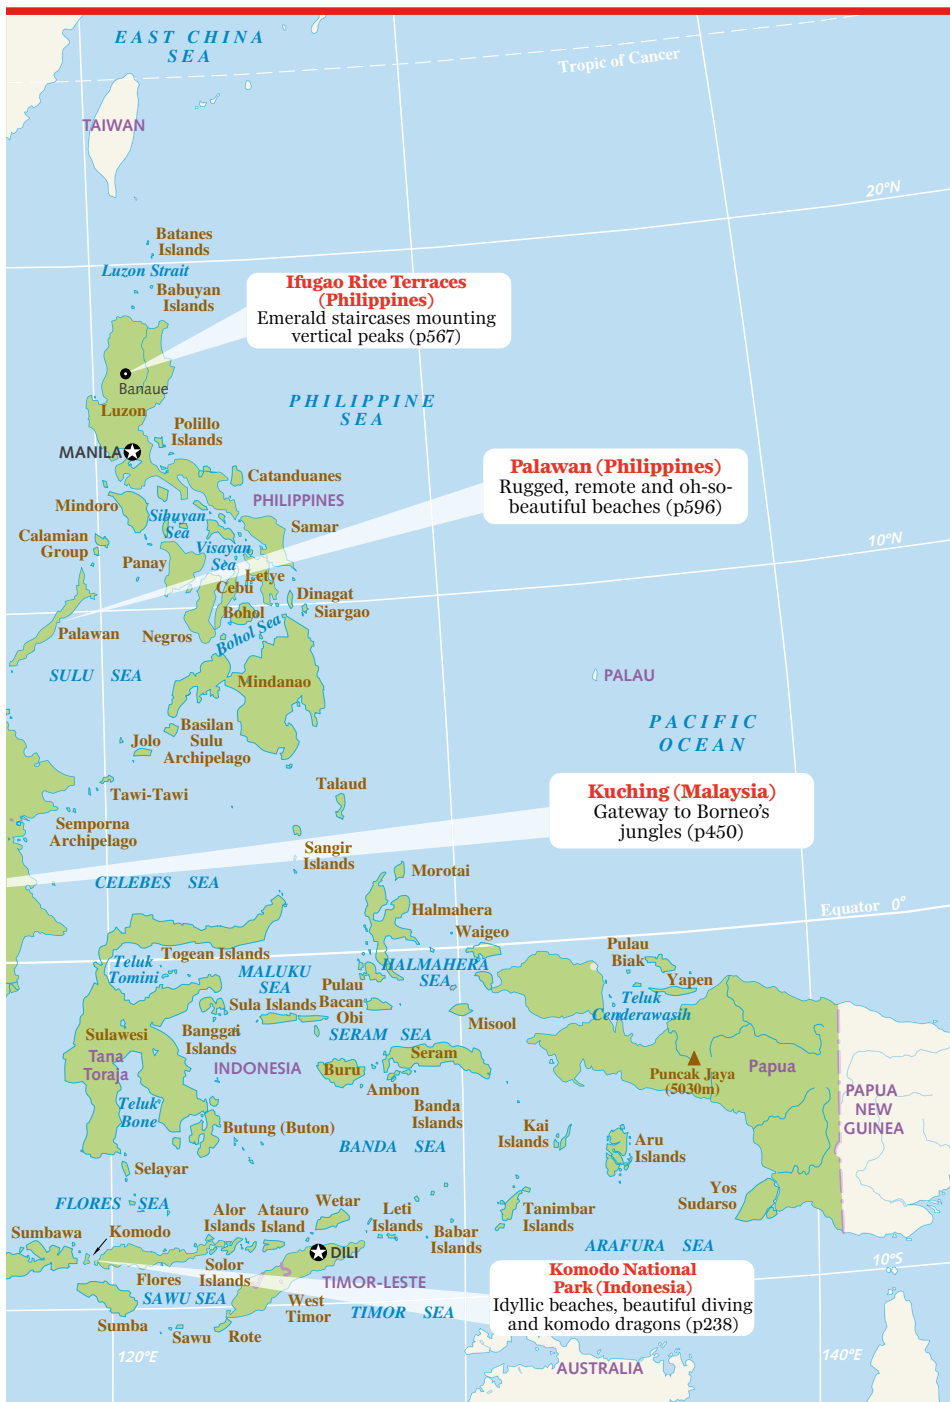 EAST CHINA
SEA
Tropic of Cancer
TAIWAN
20ºN
Batanes
Islands
Luzon Strait
Babuyan
Islands
Ifugao Rice Terraces
(Philippines)
Emerald staircases mounting
vertical peaks (p567)
Banaue
Luzon
PHILIPPINE
SEA
Polillo
Islands
MANILA
Catanduanes
PHILIPPINES
Palawan (Philippines)
Rugged, remote and oh-so-
beautiful beaches (p596)
Mindoro
Sibuyan
Sea
Samar
Calamian
Group
Visayan
Sea
10ºN
Panay
Letye
Cebu
Dinagat
Siargao
Bohol
Palawan
Negros
Bohol Sea
SULU SEA
Mindanao
PALAU
PACIFIC
OCEAN
Basilan
Jolo
Sulu
Archipelago
Talaud
Tawi-Tawi
Kuching (Malaysia)
Gateway to Borneo's
jungles (p450)
Semporna
Archipelago
Sangir
Islands
CELEBES SEA
Morotai
Halmahera
Equator 0º
Waigeo
Togean Islands
Teluk
Tomini
MALUKU
SEA
HALMAHERA
SEA
Pulau
Biak
Yapen
Pulau
Bacan
Sula Islands
Obi
Teluk
Cenderawasih
Misool
Sulawesi
Banggai
Islands
SERAM SEA
Tana
Toraja
INDONESIA
Buru
Seram
Puncak Jaya
(5030m)
Papua
Ambon
PAPUA
NEW
GUINEA
Teluk
Bone
Banda
Islands
Butung (Buton)
Kai
Islands
BANDA SEA
Aru
Islands
Selayar
Yos
Sudarso
FLORES SEA
Wetar
Alor
Islands
Atauro
Island
Leti
Islands
Tanimbar
Islands
Sumbawa
Komodo
Babar
Islands
DILI
ARAFURA SEA
10ºS
Solor
Islands
Flores
TIMOR-LESTE
Komodo National
Park (Indonesia)
Idyllic beaches, beautiful diving
and komodo dragons (p238)
SAWU SEA
West
Timor
TIMOR SEA
Sumba
Sawu
Rote
120ºE
140ºE
AUSTRALIA